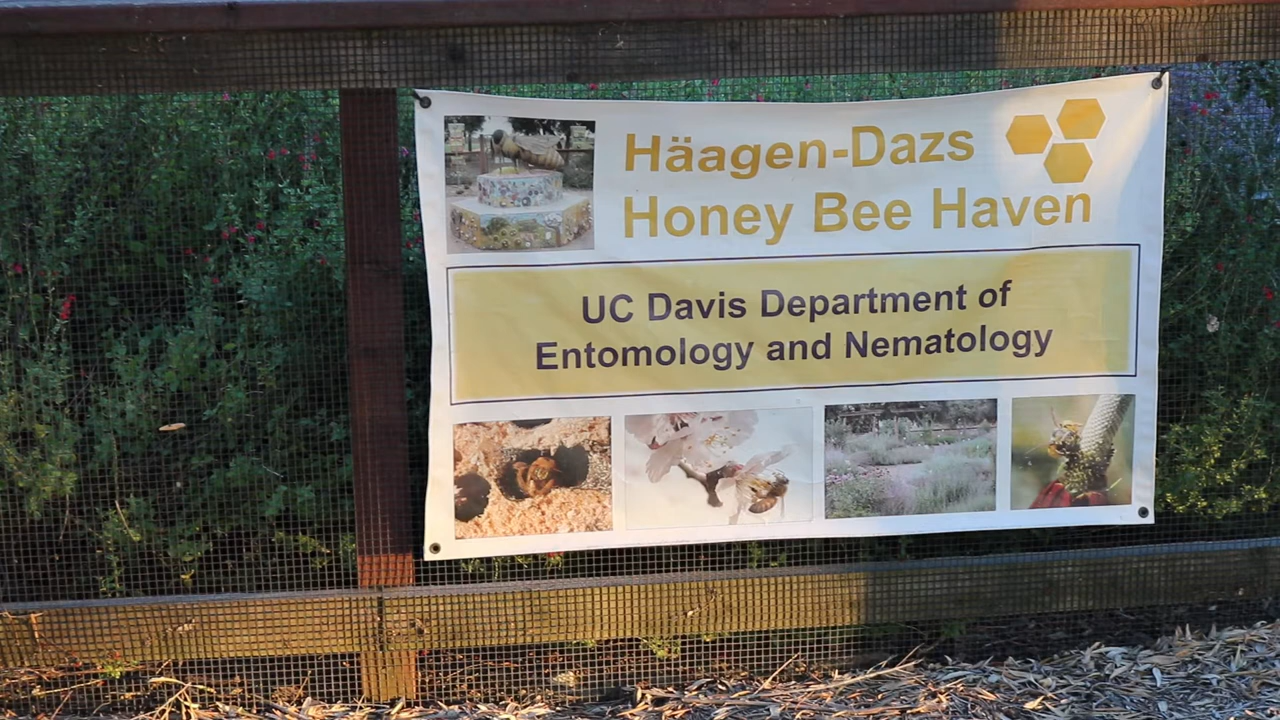 Häagen-Dazs
Honey Bee Haven
UC Davis Department of
Entomology and Nematology